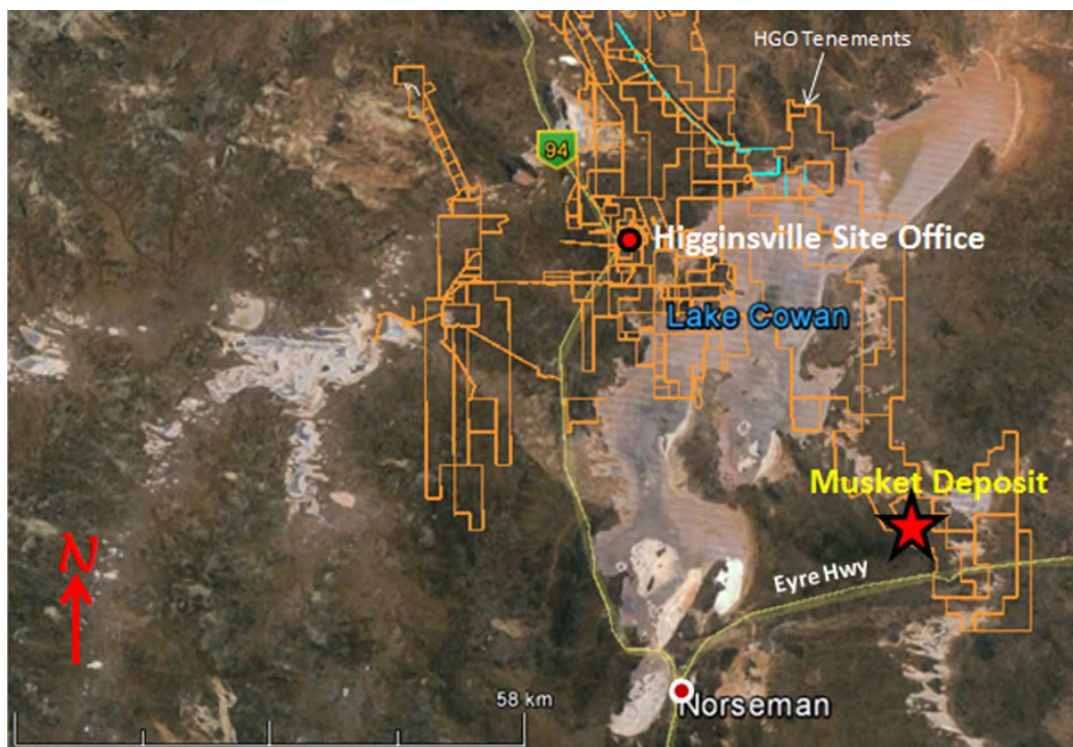 HGO Tenements
94
Higginsville Site Office
Lake Cowan
Musket Deposit
Eyre Hwy
N
58 km
Norseman